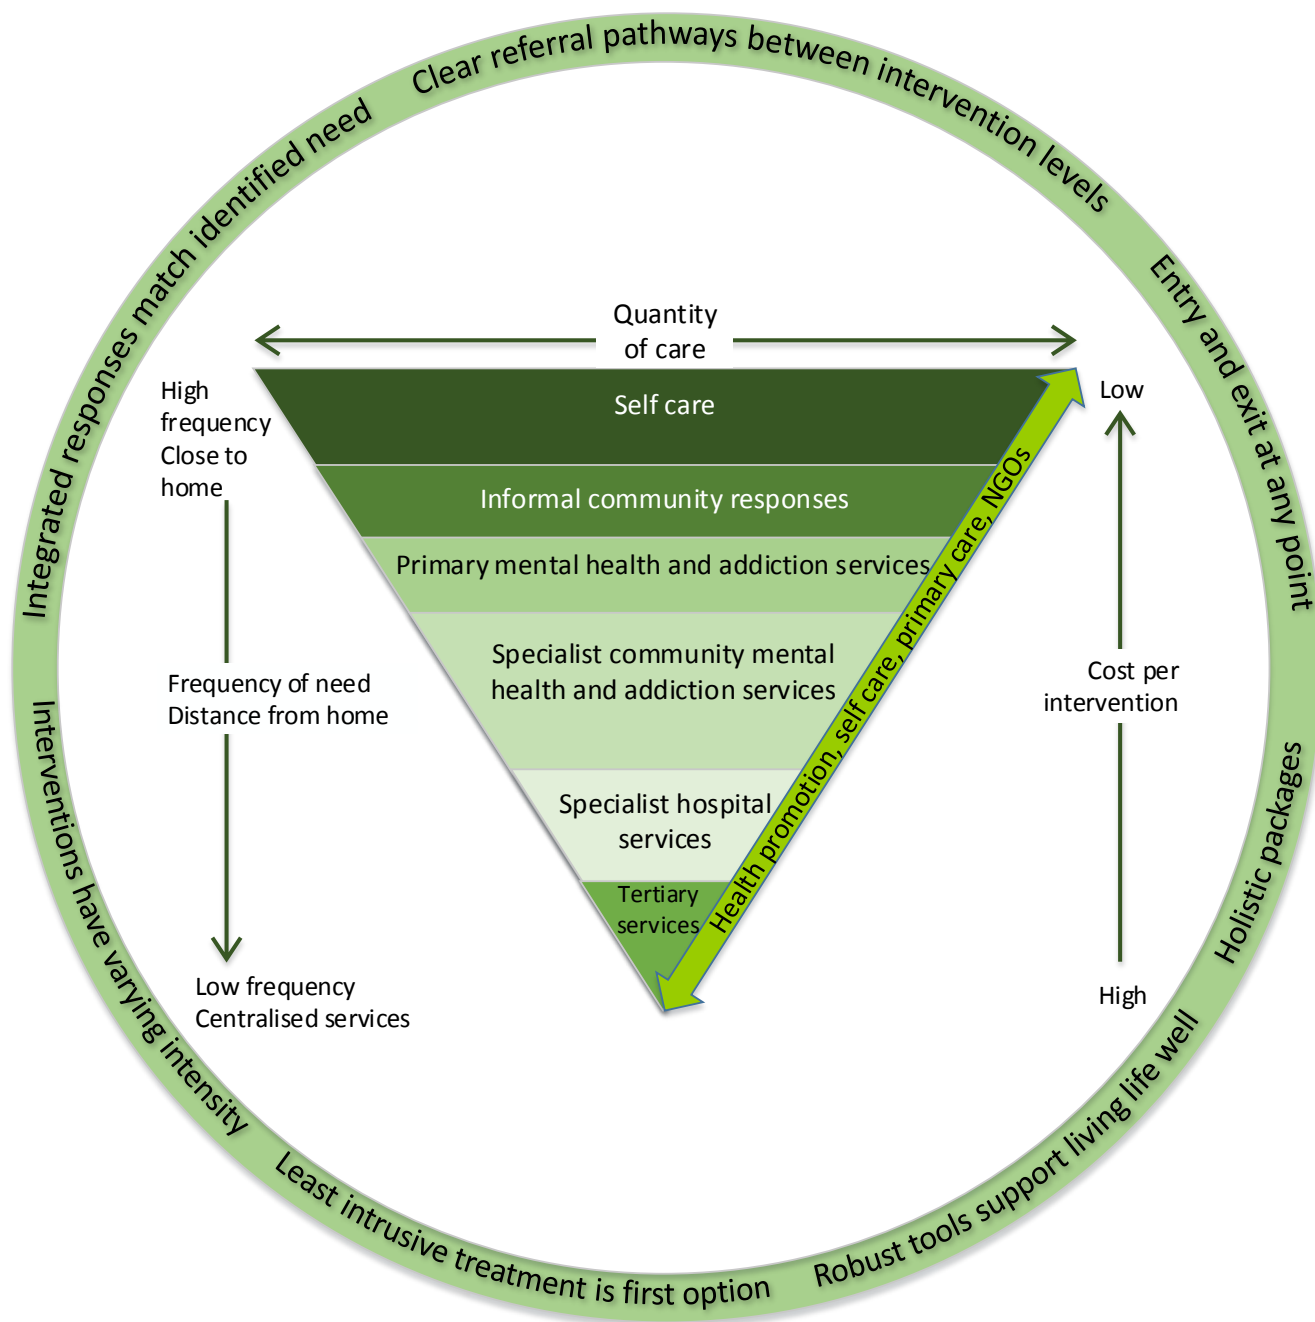 Clear referral pathways between intervention levels
Entry and exit at any point
Holistic packages
Robust tools support living life well
Least intrusive treatment is first option
Interventions have varying intensity
Integrated responses match identified need
Quantity
of care
High
frequency
Close to
home
Frequency of need
Distance from home
Low frequency
Centralised services
Self care
Informal community responses
Primary mental health and addiction services
Specialist community mental
health and addiction services
Specialist hospital
services
Tertiary
services
Health promotion, self care, primary care, NGOs
Low
Cost per
intervention
High